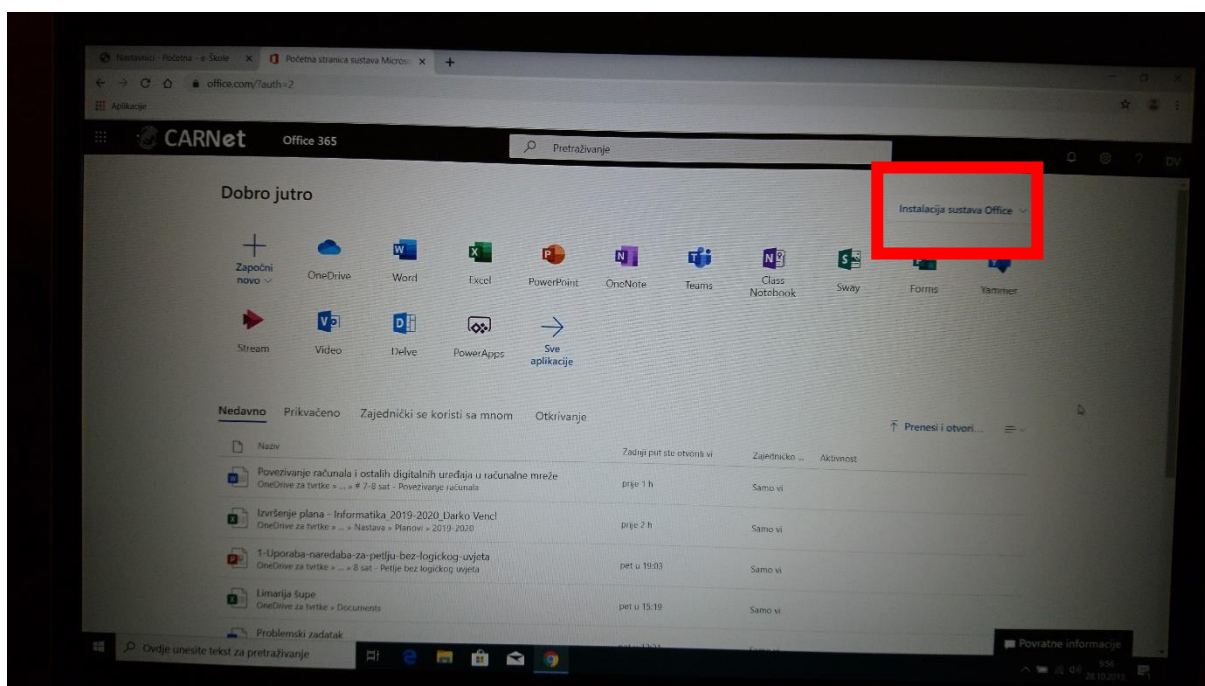 Nastavnici - Početna - e-Škole
Početna stranica sustava Micros
office.com/?auth=2
Aplikacije
CARNet
Office 365
Pretraživanje
DV
Dobro jutro
Instalacija sustava Office
Započni
novo
OneDrive
Word
Excel
PowerPoint
OneNote
Teams
Class
Notebook
Sway
Forms
Yammer
Stream
Video
Delve
PowerApps
Sve
aplikacije
Nedavno Prikvačeno Zajednički se koristi sa mnom Otkrivanje
Prenesi i otvori...
Naziv Zadnji put ste otvorili vi Zajedničko ... Aktivnost
Povezivanje računala i ostalih digitalnih uređaja u računalne mreže
OneDrive za tvrtke » ... » # 7-8 sat - Povezivanje računala
prije 1 h Samo vi
Izvršenje plana - Informatika_2019-2020_Darko Vencl
OneDrive za tvrtke » ... » Nastava » Planovi » 2019-2020
prije 2 h Samo vi
1-Uporaba-naredaba-za-petlju-bez-logičkog-uvjeta
OneDrive za tvrtke » ... » 8 sat - Petlje bez logičkog uvjeta
pet u 19:03 Samo vi
Limarija šupe
OneDrive za tvrtke » Documents
pet u 15:19 Samo vi
Problemski zadatak
Povratne informacije
Ovdje unesite tekst za pretraživanje
9:56
28.10.2019.